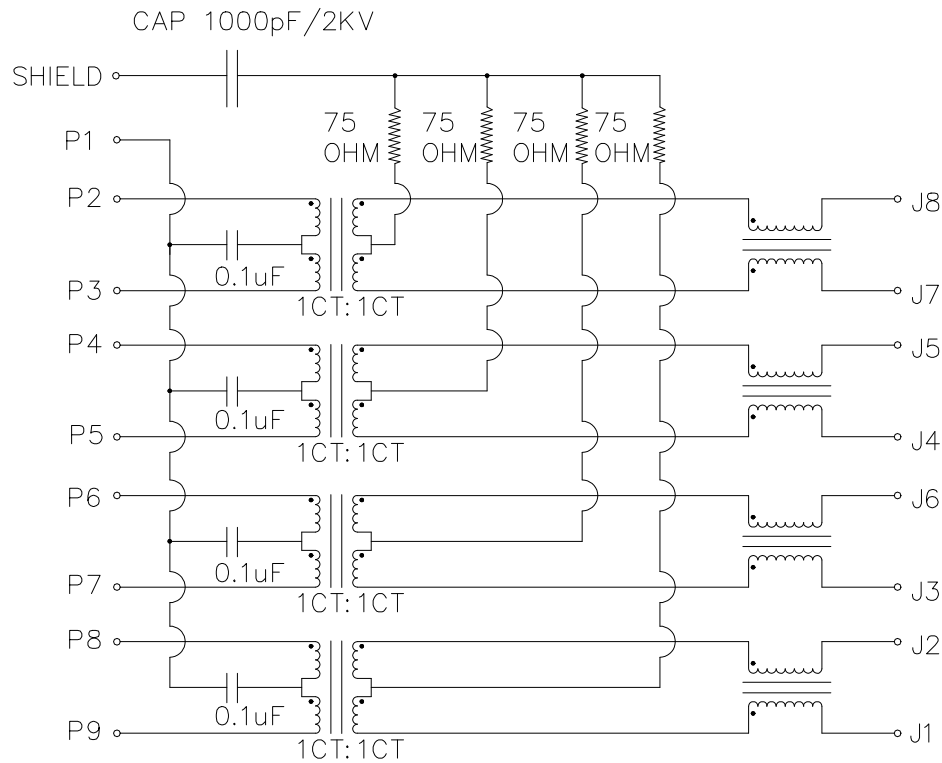 CAP 1000pF/2KV
SHIELD
75 OHM
75 OHM
75 OHM
75 OHM
P1
P2
J8
0.1uF
P3
1CT:1CT
J7
P4
J5
0.1uF
P5
1CT:1CT
J4
P6
J6
0.1uF
P7
1CT:1CT
J3
P8
J2
0.1uF
P9
1CT:1CT
J1